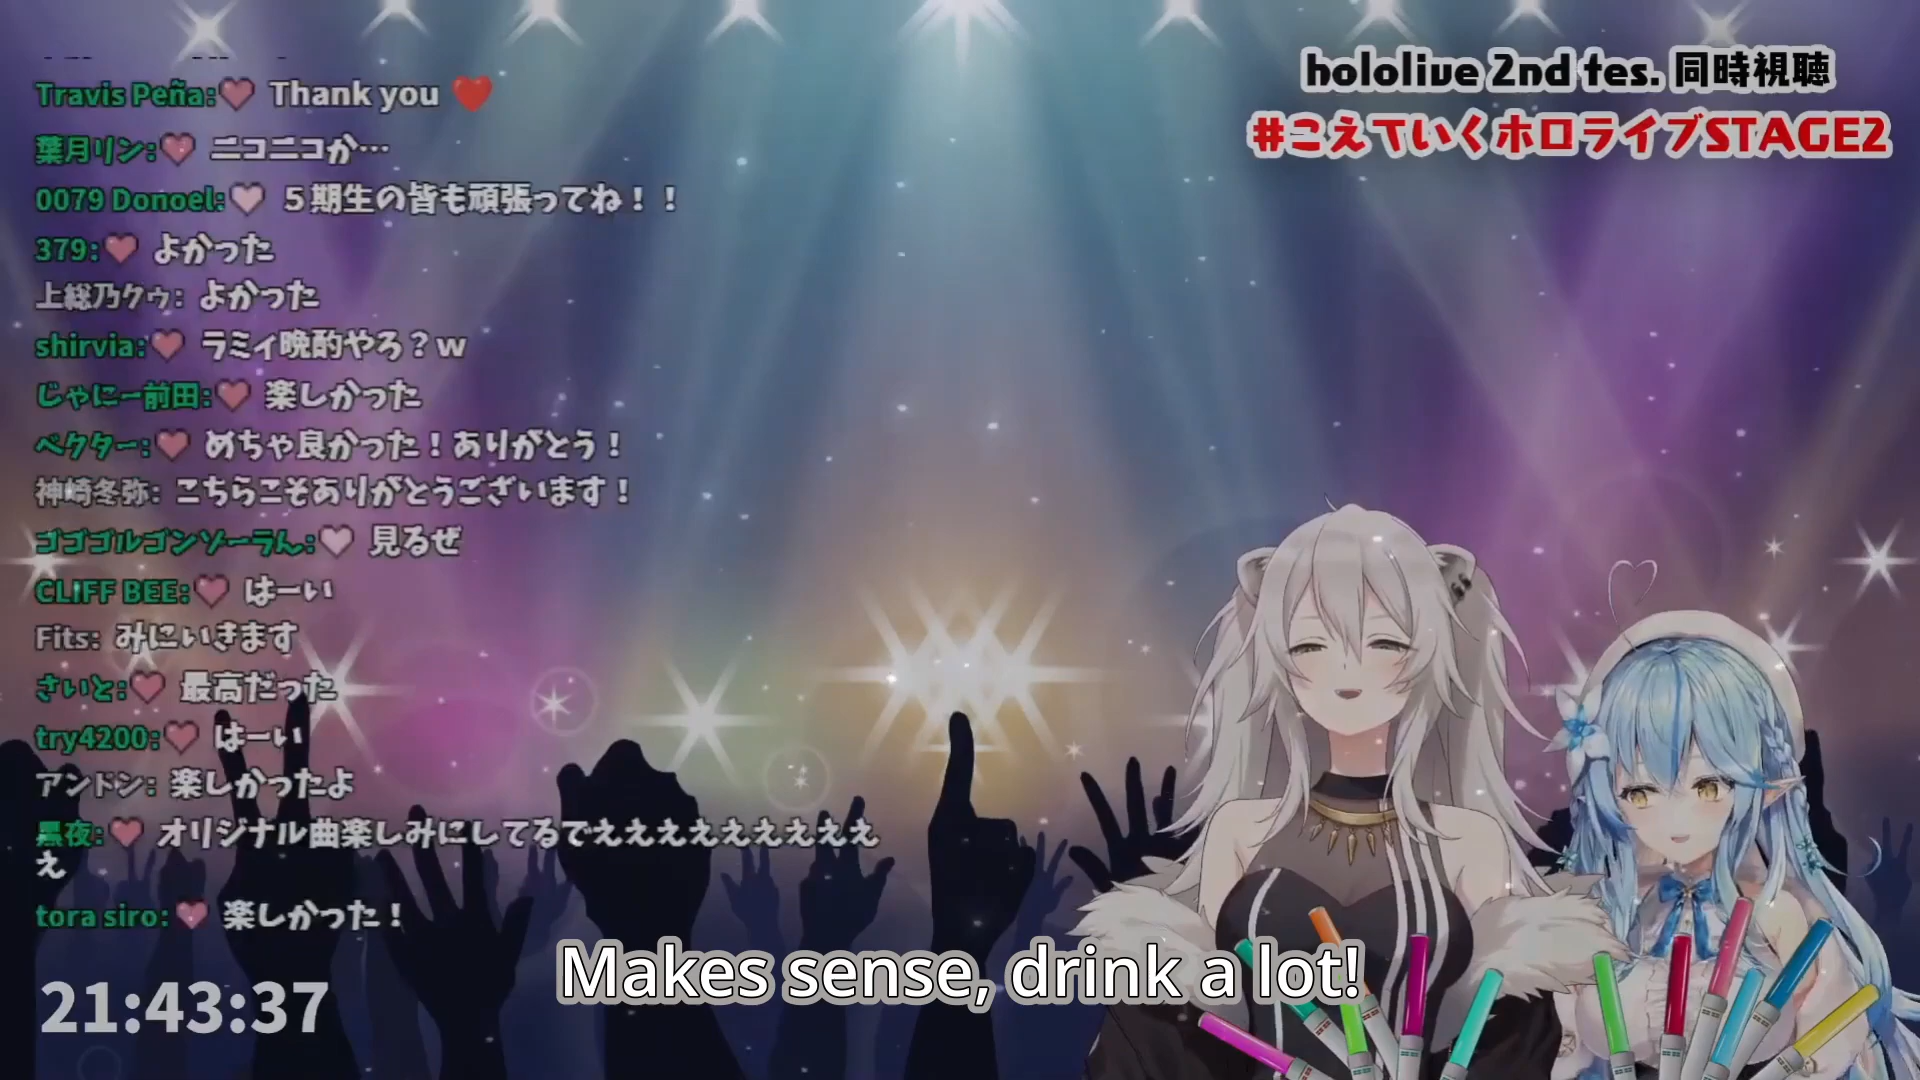 hololive 2nd fes. 同時視聴
#こえていくホロライブSTAGE2
Travis Peña: Thank you
葉月リン: ニコニコか…
0079 Donoel: 5期生の皆も頑張ってね!!
379: よかった
上総乃クゥ: よかった
shirvia: ラミィ晩酌やろ?w
じゃにー前田: 楽しかった
ベクター: めちゃ良かった!ありがとう!
神崎冬弥: こちらこそありがとうございます!
ゴゴゴルゴンゾーラん: 見るぜ
CLIFF BEE: はーい
Fits: みにいきます
さいと: 最高だった
try4200: はーい
アンドン: 楽しかったよ
黒夜: オリジナル曲楽しみにしてるでえええええええええ
え
tora siro: 楽しかった!
21:43:37
Makes sense, drink a lot!